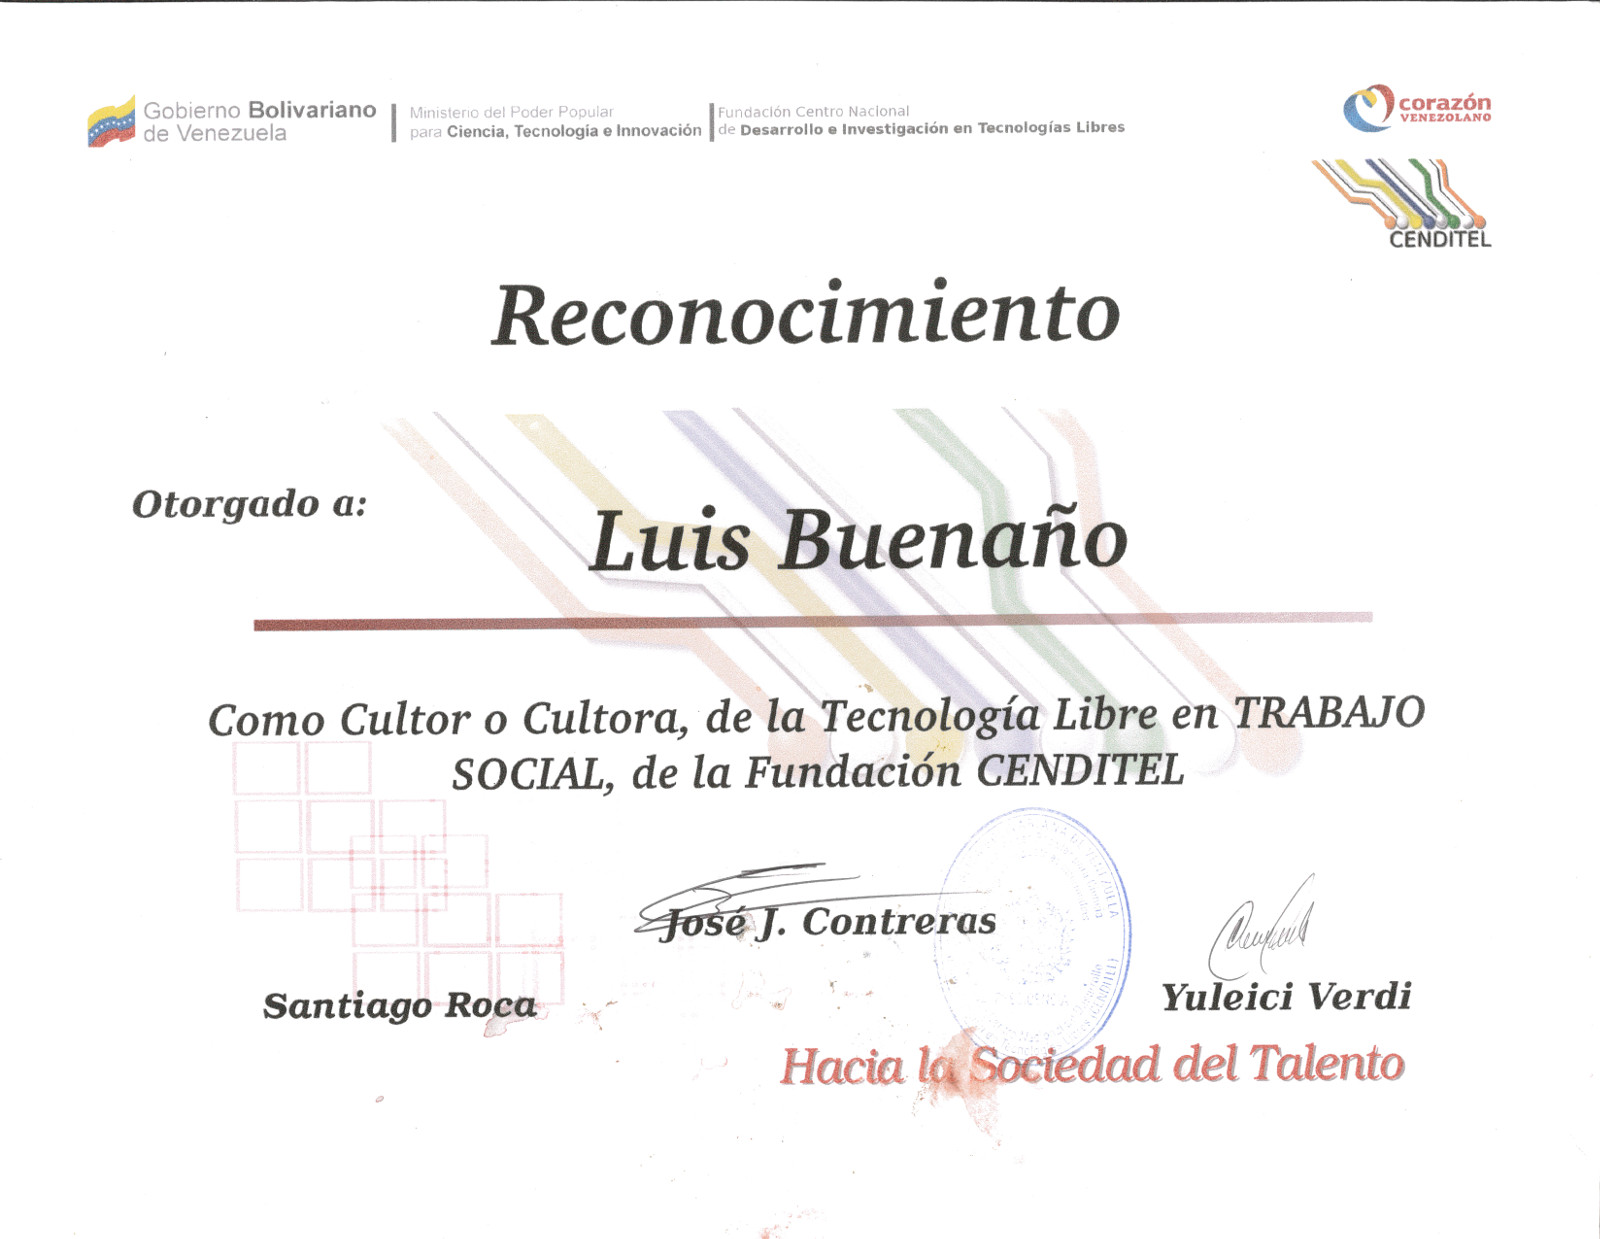 Gobierno Bolivariano
de Venezuela
Ministerio del Poder Popular
para Ciencia, Tecnología e Innovación
Fundación Centro Nacional
de Desarrollo e Investigación en Tecnologías Libres
corazón
VENEZOLANO
CENDITEL
Reconocimiento
Otorgado a:
Luis Buenaño
Como Cultor o Cultora, de la Tecnología Libre en TRABAJO
SOCIAL, de la Fundación CENDITEL
José J. Contreras
Santiago Roca
Yuleici Verdi
Hacia la Sociedad del Talento